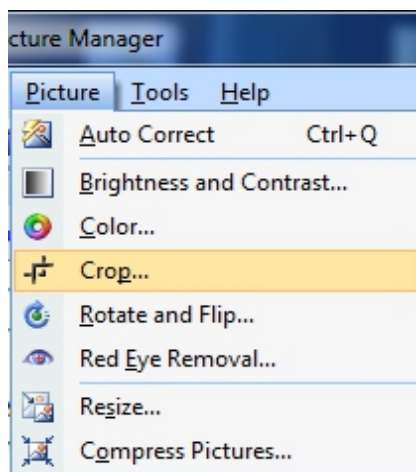 cture Manager
Picture Tools Help
Auto Correct Ctrl+Q
Brightness and Contrast...
Color...
Crop...
Rotate and Flip...
Red Eye Removal...
Resize...
Compress Pictures...